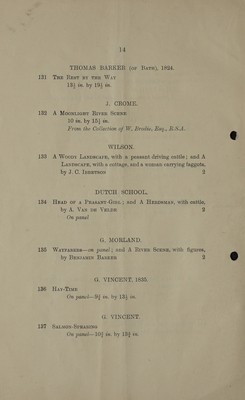 14
THOMAS BARKER (OF BATH), 1824.
131 THE REST BY THE WAY
13½ in. by 19½ in.
J. CROME.
132 A MOONLIGHT RIVER SCENE
10 in. by 15½ in.
From the Collection of W. Brodie, Esq., R.S.A.
WILSON.
133 A WOODY LANDSCAPE, with a peasant driving cattle; and A
LANDSCAPE, with a cottage, and a woman carrying faggots,
by J. C. IBBETSON 2
DUTCH SCHOOL.
134 HEAD OF A PEASANT-GIRL; and A HERDSMAN, with cattle,
by A. VAN DE VELDE 2
On panel
G. MORLAND.
135 WAYFARERS—on panel; and A RIVER SCENE, with figures,
by BENJAMIN BARKER 2
G. VINCENT, 1835.
136 HAY-TIME
On panel—9½ in. by 13½ in.
G. VINCENT.
137 SALMON-SPEARING
On panel—10½ in. by 13½ in.